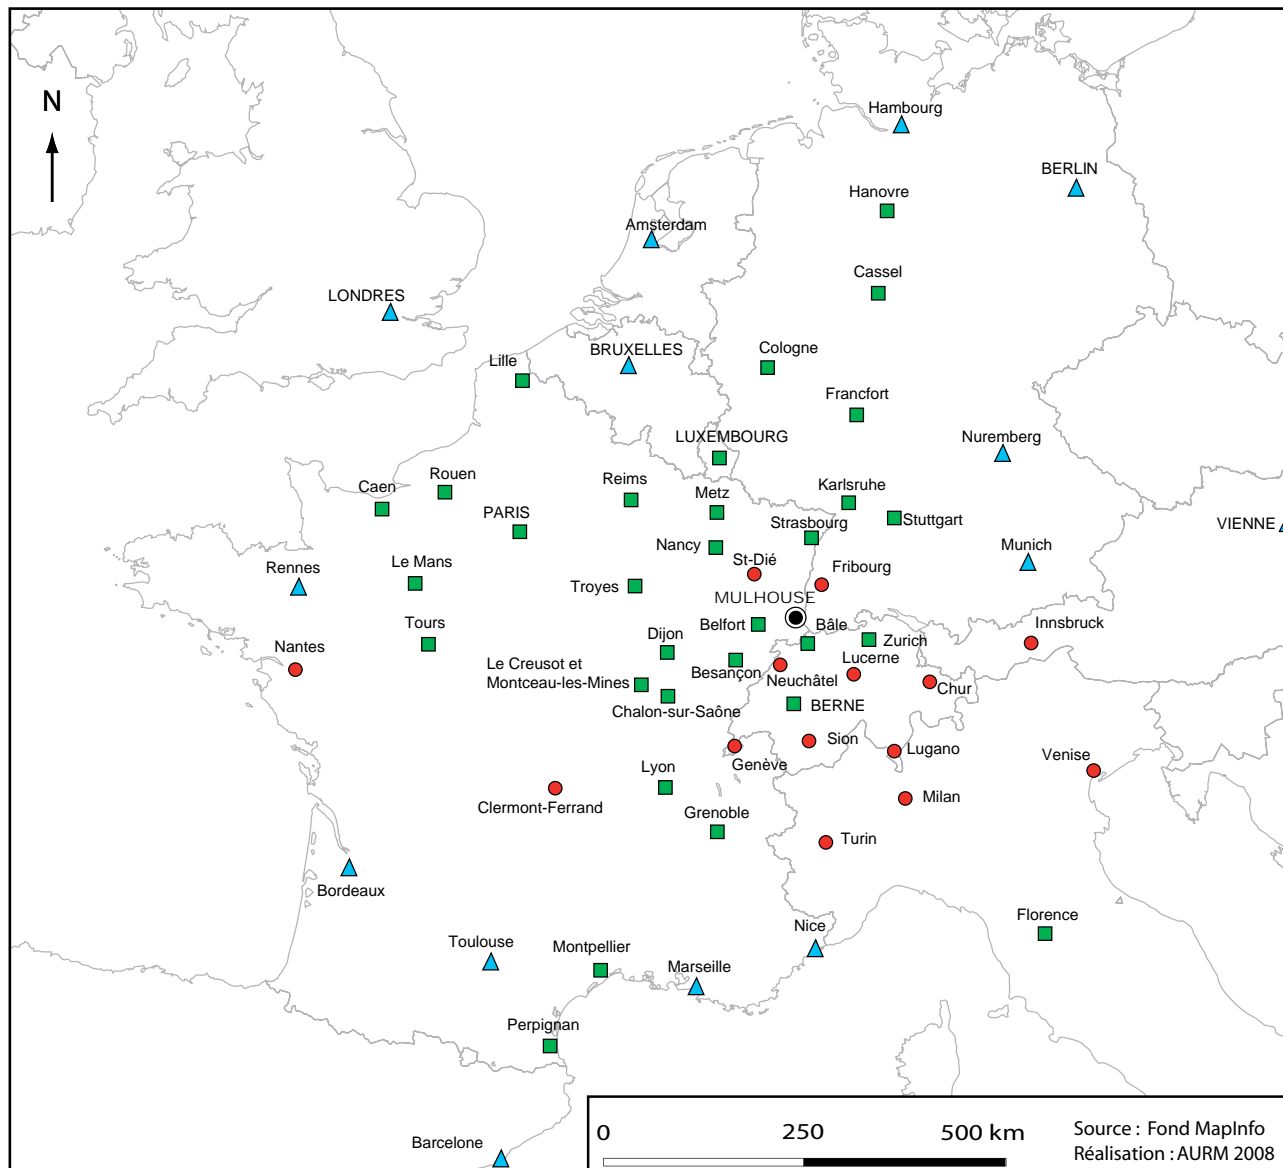 N
Hambourg
BERLIN
Hanovre
Amsterdam
Cassel
LONDRES
BRUXELLES
Cologne
Lille
Francfort
LUXEMBOURG
Nuremberg
Rouen
Caen
Reims
Metz
Karlsruhe
PARIS
Strasbourg
Stuttgart
VIENNE
Nancy
Munich
St-Dié
Le Mans
Rennes
Fribourg
Troyes
MULHOUSE
Tours
Belfort
Bâle
Innsbruck
Dijon
Zurich
Nantes
Le Creusot et
Montceau-les-Mines
Besançon
Lucerne
Neuchâtel
Chur
Chalon-sur-Saône
BERNE
Sion
Lugano
Venise
Genève
Lyon
Milan
Clermont-Ferrand
Grenoble
Turin
Bordeaux
Florence
Nice
Toulouse
Montpellier
Marseille
Perpignan
Barcelone
0 250 500 km
Source : Fond MapInfo
Réalisation : AURM 2008